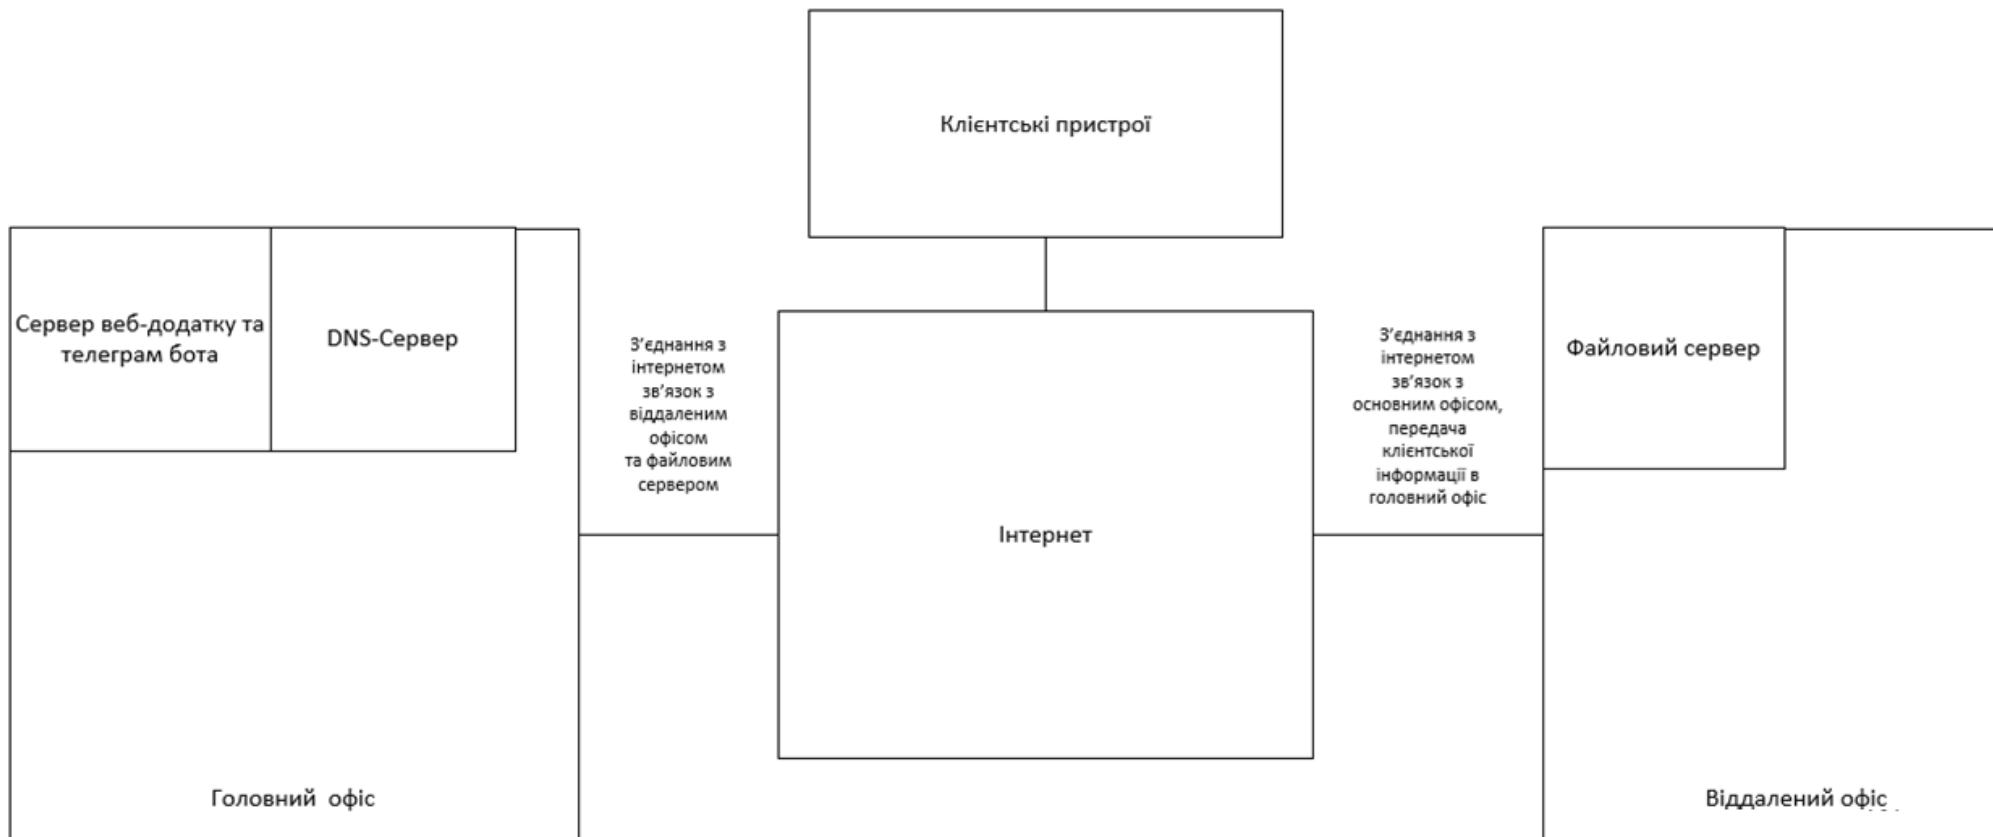 Клієнтські пристрої
Сервер веб-додатку та
телеграм бота
DNS-Сервер
З'єднання з
інтернетом
зв'язок з
віддаленим
офісом
та файловим
сервером
Інтернет
З'єднання з
інтернетом
зв'язок з
основним офісом,
передача
клієнтської
інформації в
головний офіс
Файловий сервер
Головний  офіс
Віддалений офіс